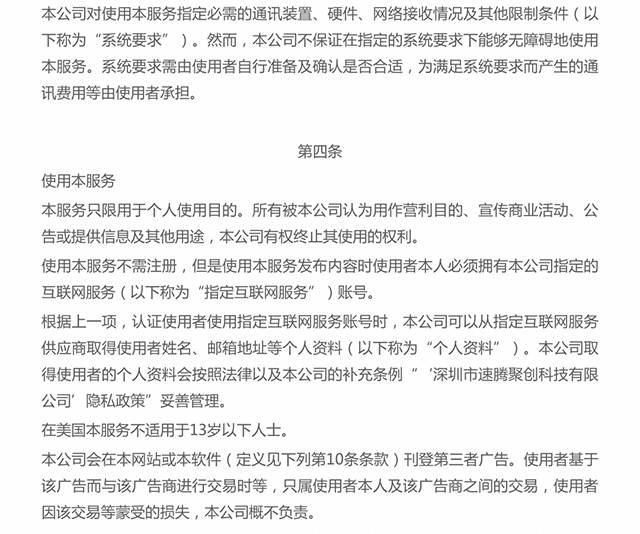 本公司对使用本服务指定必需的通讯装置、硬件、网络接收情况及其他限制条件（以
下称为“系统要求”）。然而，本公司不保证在指定的系统要求下能够无障碍地使用
本服务。系统要求需由使用者自行准备及确认是否合适，为满足系统要求而产生的通
讯费用等由使用者承担。
第四条
使用本服务
本服务只限用于个人使用目的。所有被本公司认为用作营利目的、宣传商业活动、公
告或提供信息及其他用途，本公司有权终止其使用的权利。
使用本服务不需注册，但是使用本服务发布内容时使用者本人必须拥有本公司指定的
互联网服务（以下称为“指定互联网服务”）账号。
根据上一项，认证使用者使用指定互联网服务账号时，本公司可以从指定互联网服务
供应商取得使用者姓名、邮箱地址等个人资料（以下称为“个人资料”）。本公司取
得使用者的个人资料会按照法律以及本公司的补充条例“‘深圳市速腾聚创科技有限
公司’隐私政策”妥善管理。
在美国本服务不适用于13岁以下人士。
本公司会在本网站或本软件（定义见下列第10条条款）刊登第三者广告。使用者基于
该广告而与该广告商进行交易时等，只属使用者本人及该广告商之间的交易，使用者
因该交易等蒙受的损失，本公司概不负责。